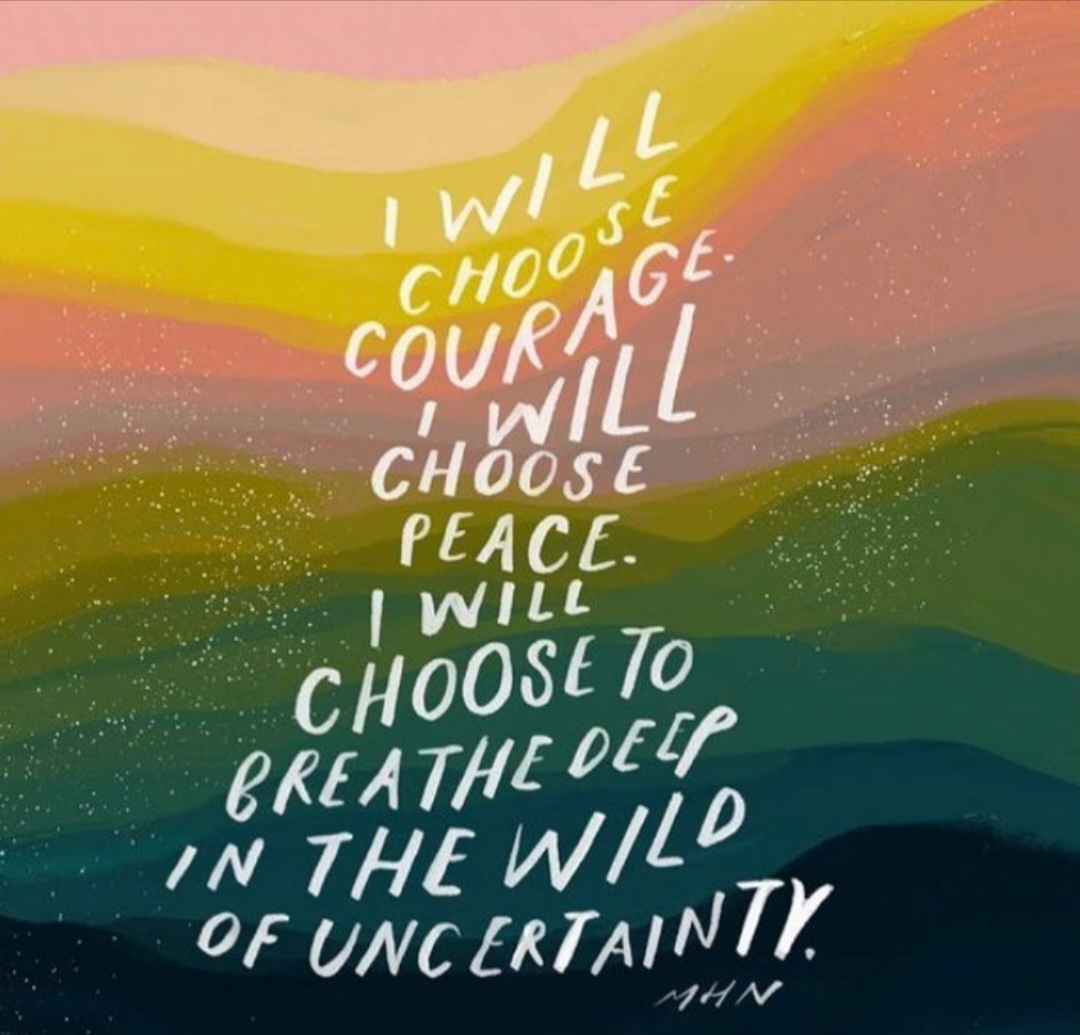 I WILL
CHOOSE
COURAGE.
I WILL
CHOOSE
PEACE.
I WILL
CHOOSE TO
BREATHE DEEP
IN THE WILD
OF UNCERTAINTY.
MHN